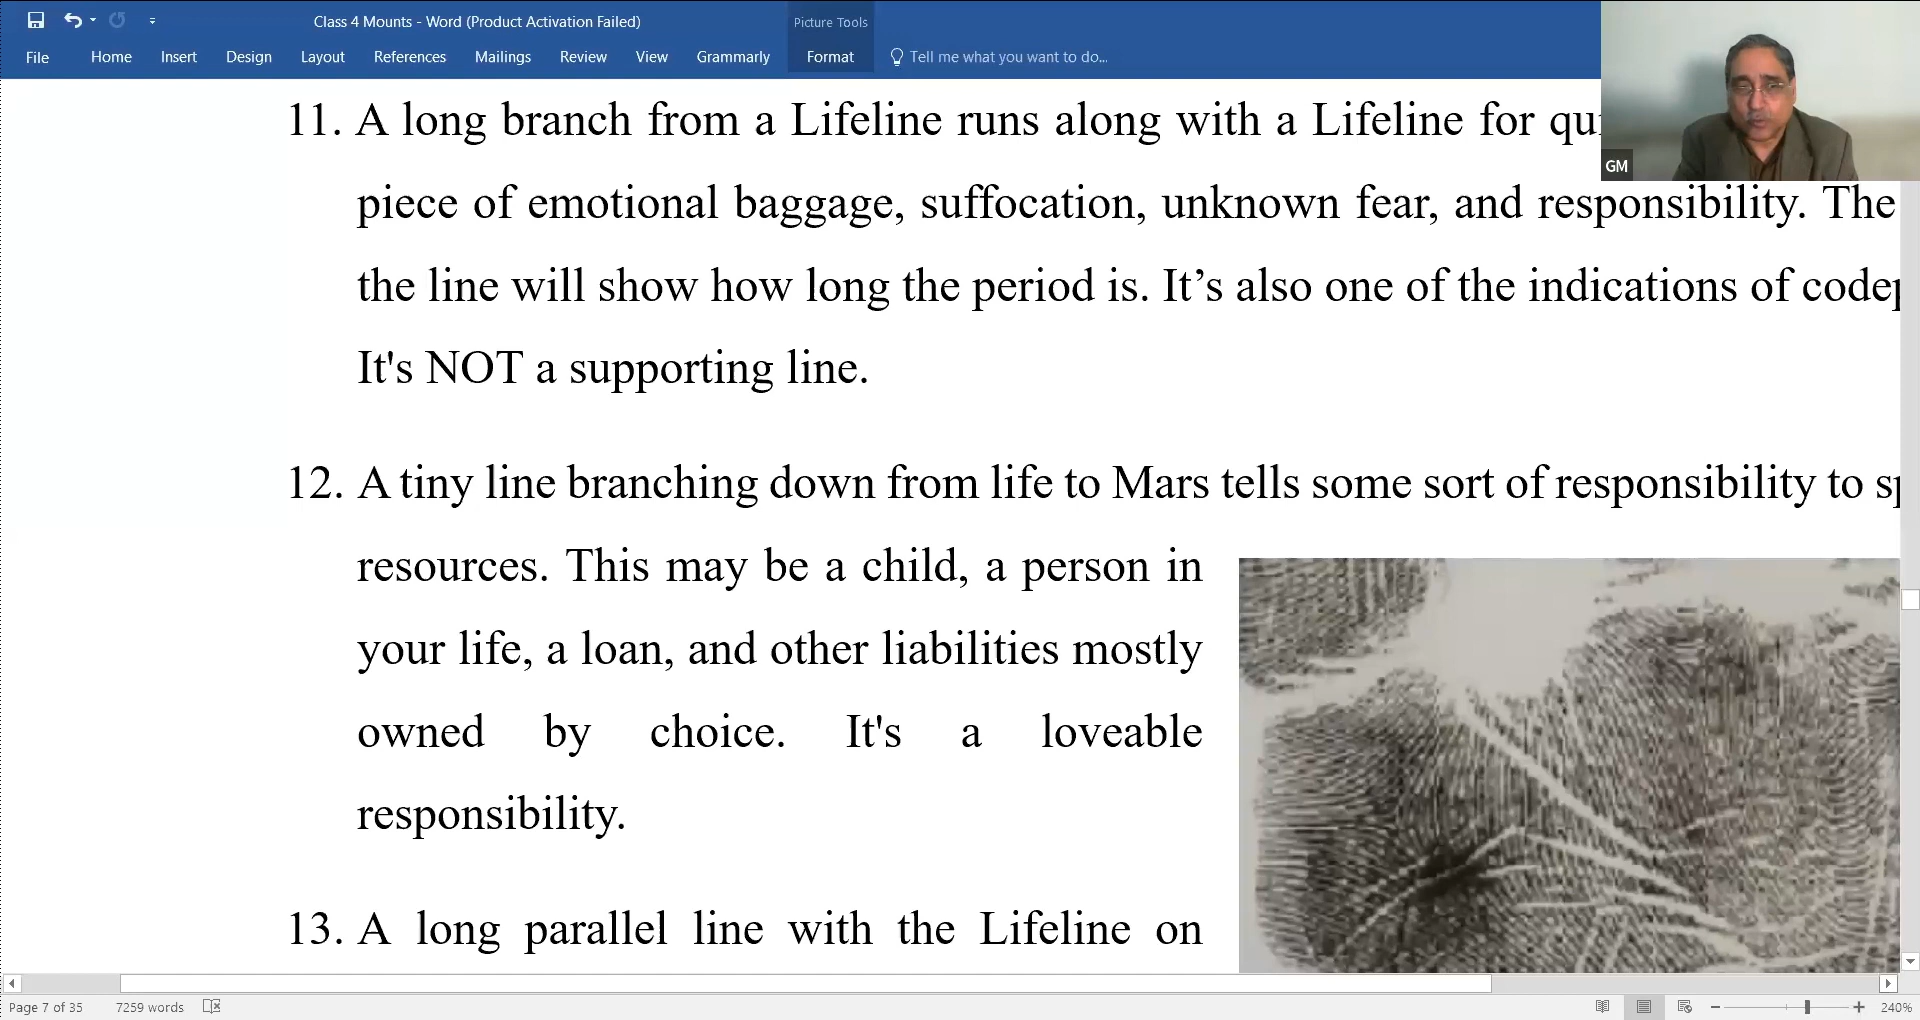 Class 4 Mounts - Word (Product Activation Failed)
Picture Tools
File Home Insert Design Layout References Mailings Review View Grammarly Format Tell me what you want to do...
GM
11. A long branch from a Lifeline runs along with a Lifeline for
piece of emotional baggage, suffocation, unknown fear, and responsibility. The
the line will show how long the period is. It’s also one of the indications of
It's NOT a supporting line.
12. A tiny line branching down from life to Mars tells some sort of responsibility to
resources. This may be a child, a person in
your life, a loan, and other liabilities mostly
owned by choice. It's a loveable
responsibility.
13. A long parallel line with the Lifeline on
Page 7 of 35 7259 words 240%